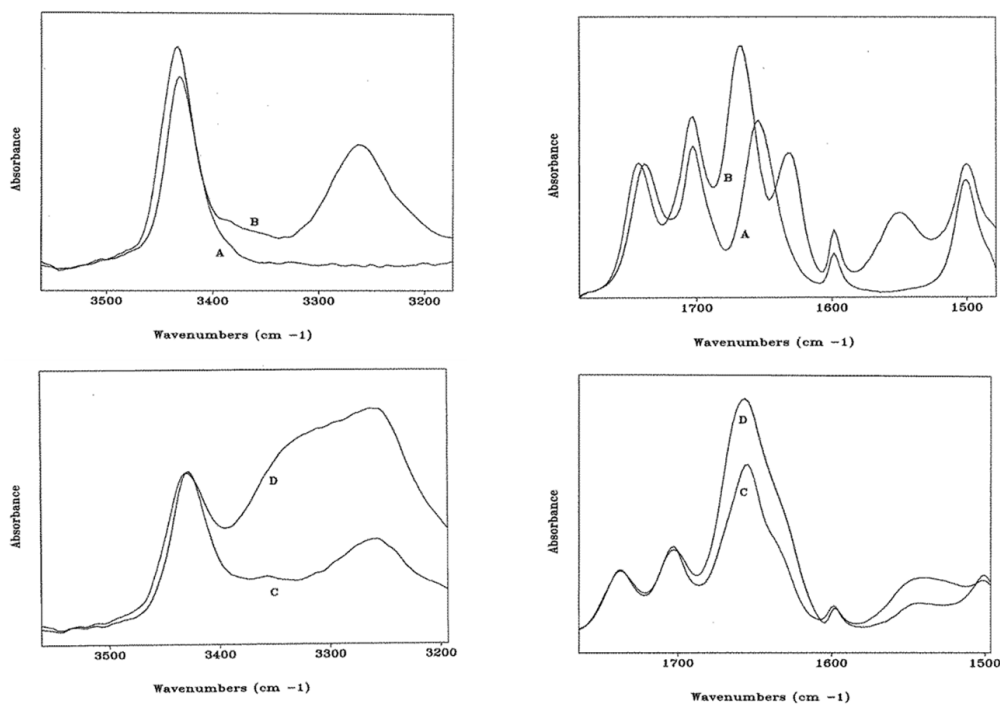 Absorbance
B
A
3500
3400
3300
3200
Wavenumbers (cm -1)
Absorbance
B
A
1700
1600
1500
Wavenumbers (cm -1)
Absorbance
D
C
3500
3400
3300
3200
Wavenumbers (cm -1)
Absorbance
D
C
1700
1600
1500
Wavenumbers (cm -1)